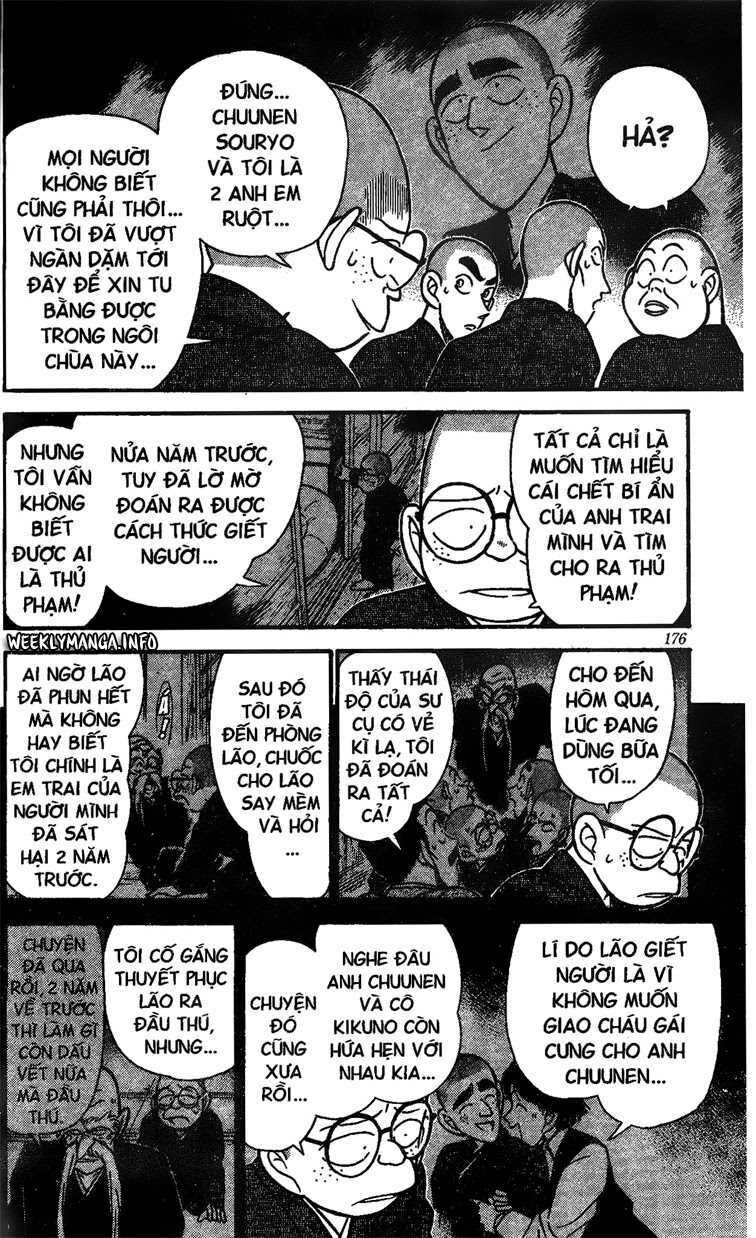 HẢ?
ĐÚNG...
CHUUNEN
SOURYO
VÀ TÔI LÀ
2 ANH EM
RUỘT...
MỌI NGƯỜI
KHÔNG BIẾT
CŨNG PHẢI THÔI...
VÌ TÔI ĐÃ VƯỢT
NGÀN DẶM TỚI
ĐÂY ĐỂ XIN TU
BẰNG ĐƯỢC
TRONG NGÔI
CHÙA NÀY...
TẤT CẢ CHỈ LÀ
MUỐN TÌM HIỂU
CÁI CHẾT BÍ ẨN
CỦA ANH TRAI
MÌNH VÀ TÌM
CHO RA THỦ
PHẠM!
NỬA NĂM TRƯỚC,
TUY ĐÃ LỜ MỜ
ĐOÁN RA ĐƯỢC
CÁCH THỨC GIẾT
NGƯỜI...
NHƯNG
TÔI VẪN
KHÔNG
BIẾT
ĐƯỢC AI
LÀ THỦ
PHẠM!
WEEKLYMANGA.INFO
176
CHO ĐẾN
HÔM QUA,
LÚC ĐANG
DÙNG BỮA
TỐI...
THẤY THÁI
ĐỘ CỦA SƯ
CỤ CÓ VẺ
KÌ LẠ, TÔI
ĐÃ ĐOÁN
RA TẤT
CẢ!
SAU ĐÓ
TÔI ĐÃ
ĐẾN PHÒNG
LÃO, CHUỐC
CHO LÃO
SAY MÈM
VÀ HỎI
...
AI NGỜ LÃO
ĐÃ PHUN HẾT
MÀ KHÔNG
HAY BIẾT
TÔI CHÍNH LÀ
EM TRAI CỦA
NGƯỜI MÌNH
ĐÃ SÁT
HẠI 2 NĂM
TRƯỚC.
LÍ DO LÃO GIẾT
NGƯỜI LÀ VÌ
KHÔNG MUỐN
GIAO CHÁU GÁI
CƯNG CHO ANH
CHUUNEN...
NGHE ĐÂU
ANH CHUUNEN
VÀ CÔ
KIKUNO CÒN
HỨA HẸN VỚI
NHAU KIA...
CHUYỆN
ĐÓ
CŨNG
XƯA
RỒI...
TÔI CỐ GẮNG
THUYẾT PHỤC
LÃO RA
ĐẦU THÚ,
NHƯNG...
CHUYỆN
ĐÃ QUA
RỒI, 2 NĂM
VỀ TRƯỚC
THÌ LÀM GÌ
CÒN DẤU
VẾT NỮA
MÀ ĐẦU
THÚ.